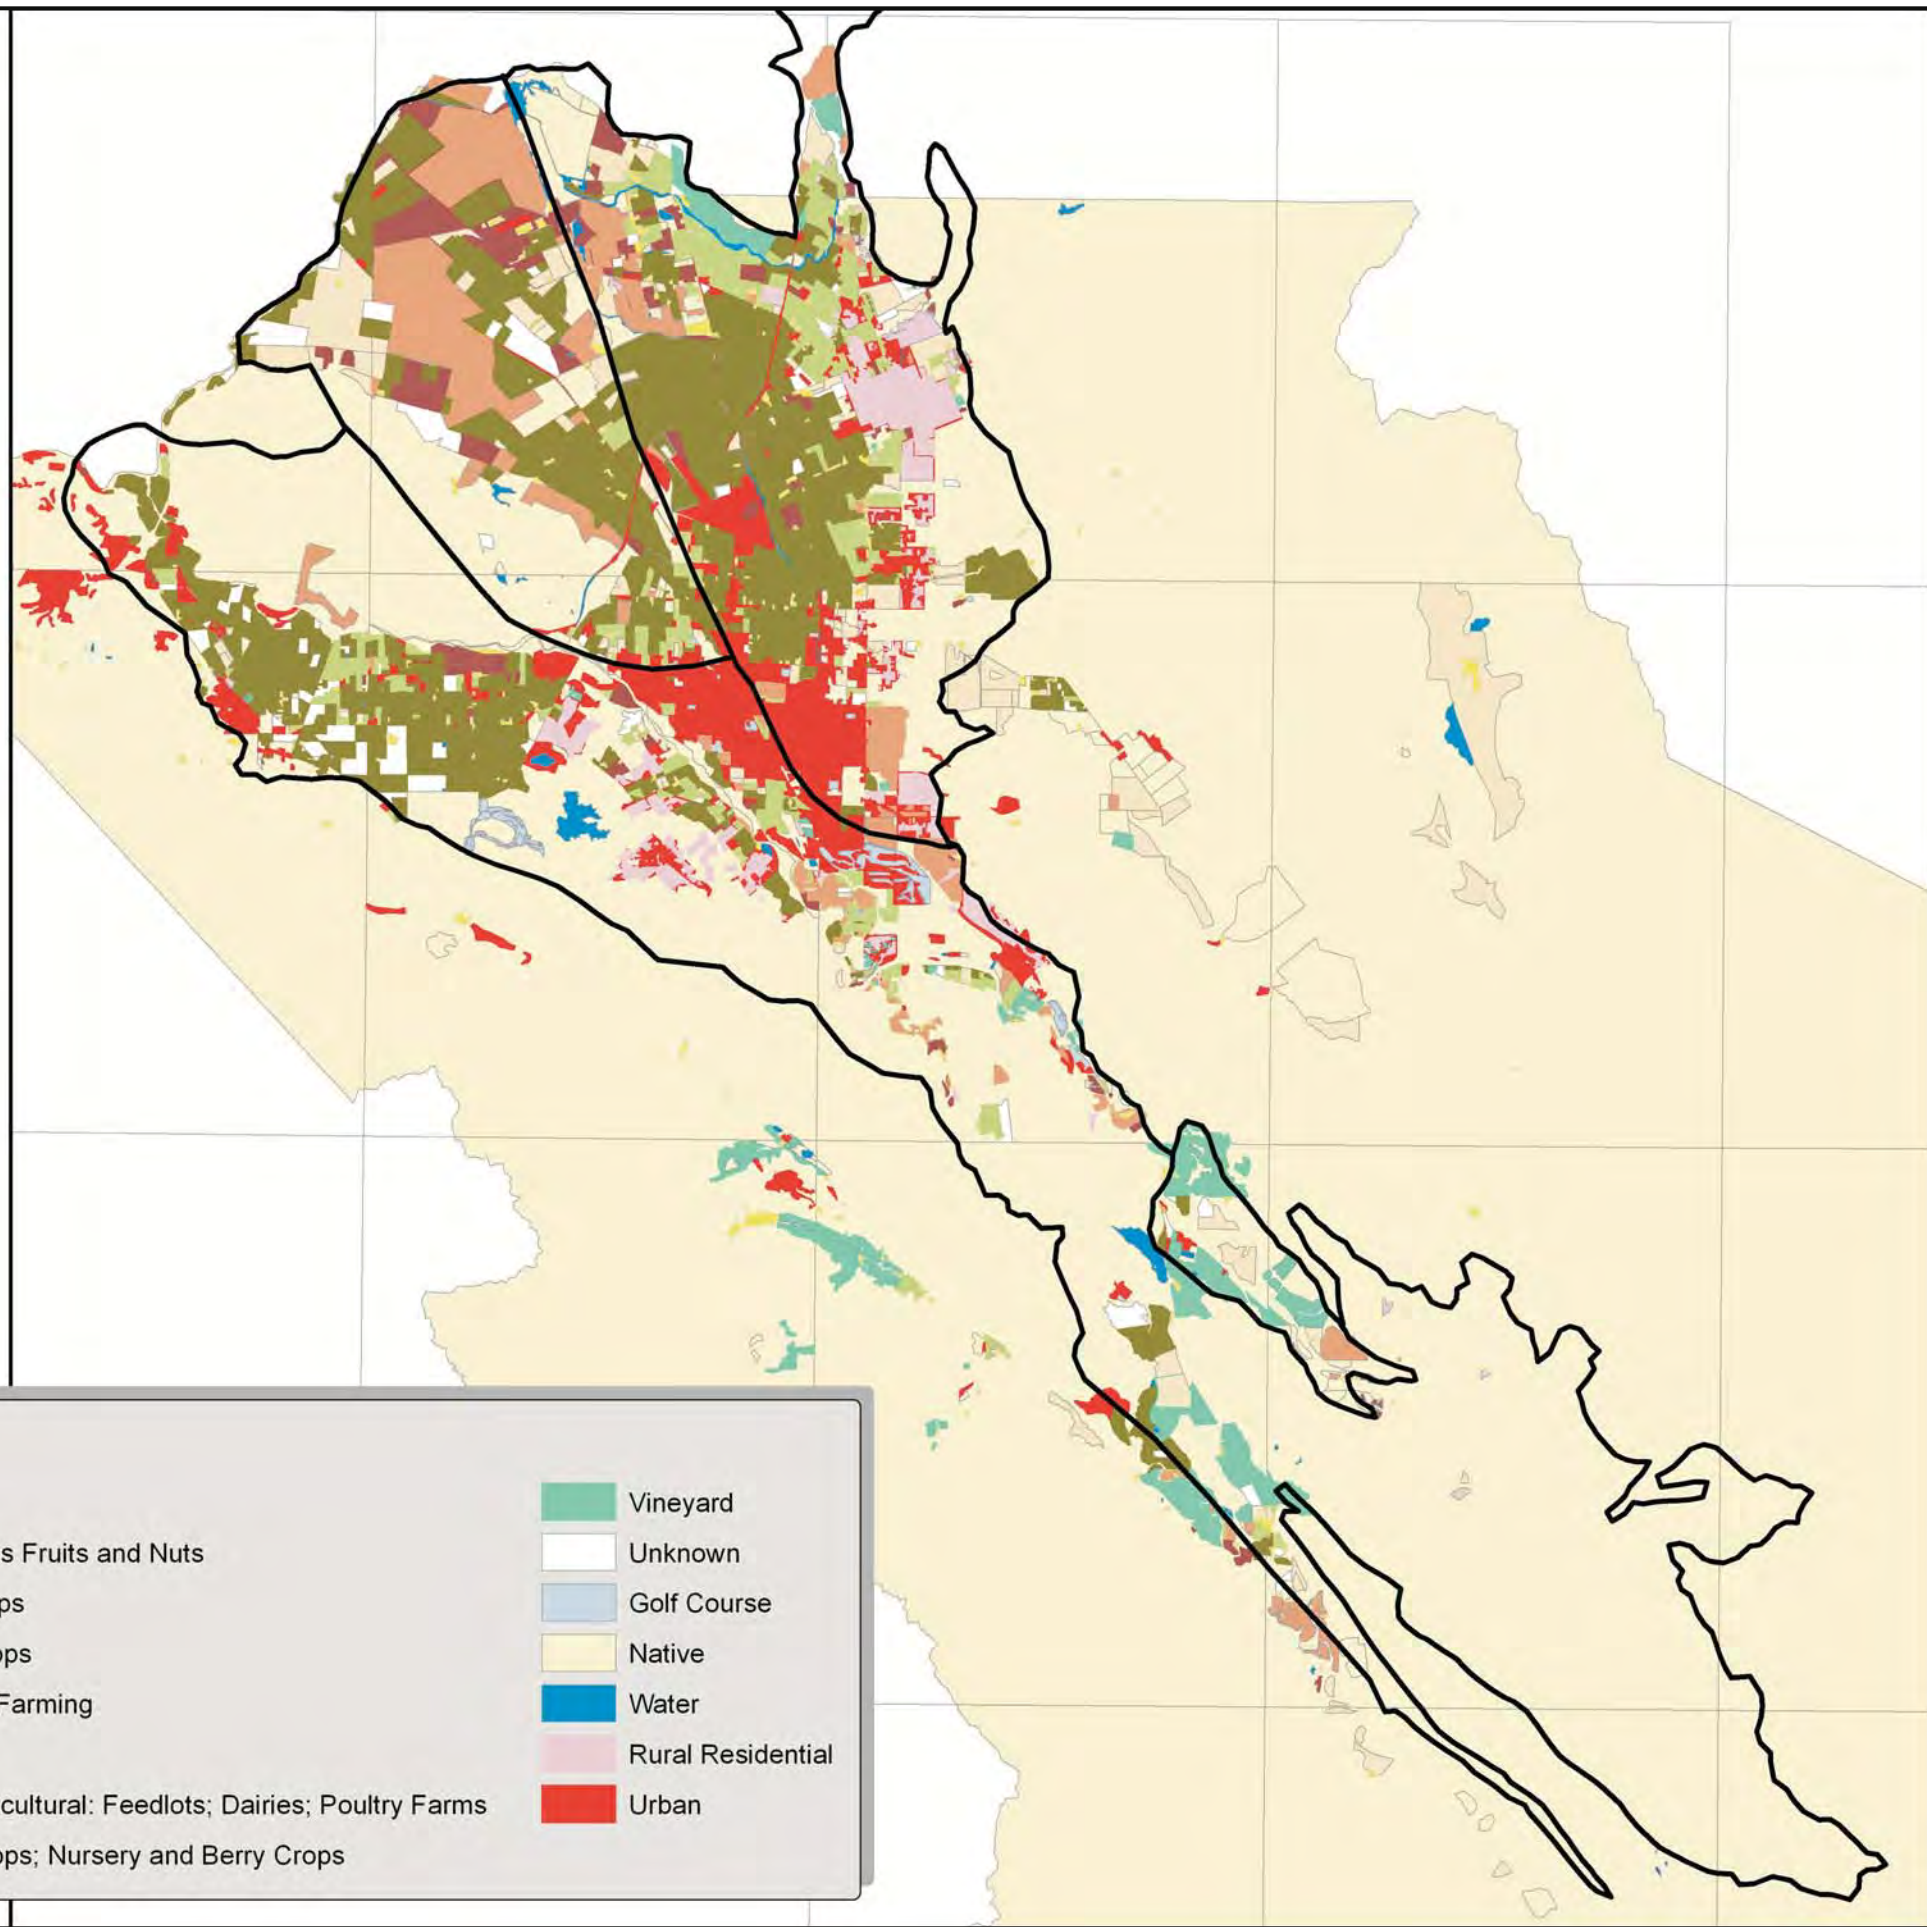 s Fruits and Nuts
ps
ops
Farming
cultural: Feedlots; Dairies; Poultry Farms
ops; Nursery and Berry Crops
Vineyard
Unknown
Golf Course
Native
Water
Rural Residential
Urban